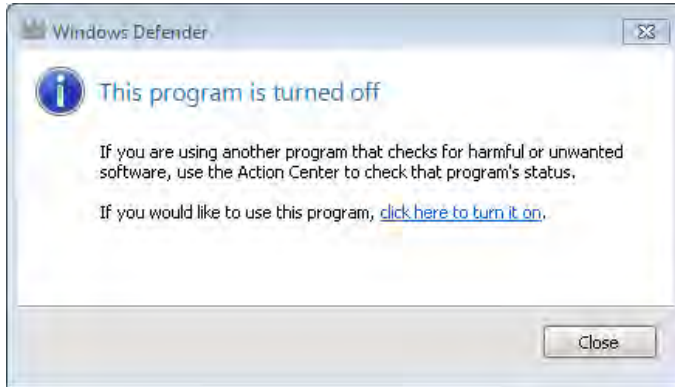 Windows Defender
This program is turned off
If you are using another program that checks for harmful or unwanted
software, use the Action Center to check that program's status.
If you would like to use this program, click here to turn it on.
Close